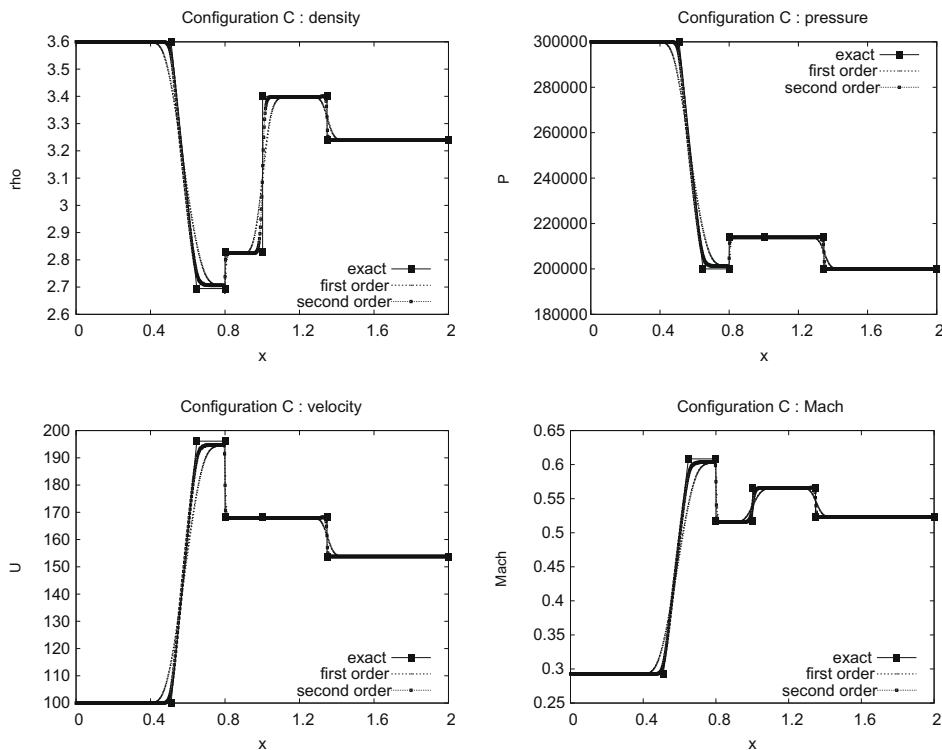 Configuration C : density
3.6
3.5
3.4
3.3
3.2
3.1
3
2.9
2.8
2.7
2.6
rho
exact
first order
second order
0
0.4
0.8
1.2
1.6
2
x
Configuration C : pressure
300000
280000
260000
240000
220000
200000
180000
P
exact
first order
second order
0
0.4
0.8
1.2
1.6
2
x
Configuration C : velocity
200
190
180
170
160
150
140
130
120
110
100
U
exact
first order
second order
0
0.4
0.8
1.2
1.6
2
x
Configuration C : Mach
0.65
0.6
0.55
0.5
0.45
0.4
0.35
0.3
0.25
Mach
exact
first order
second order
0
0.4
0.8
1.2
1.6
2
x